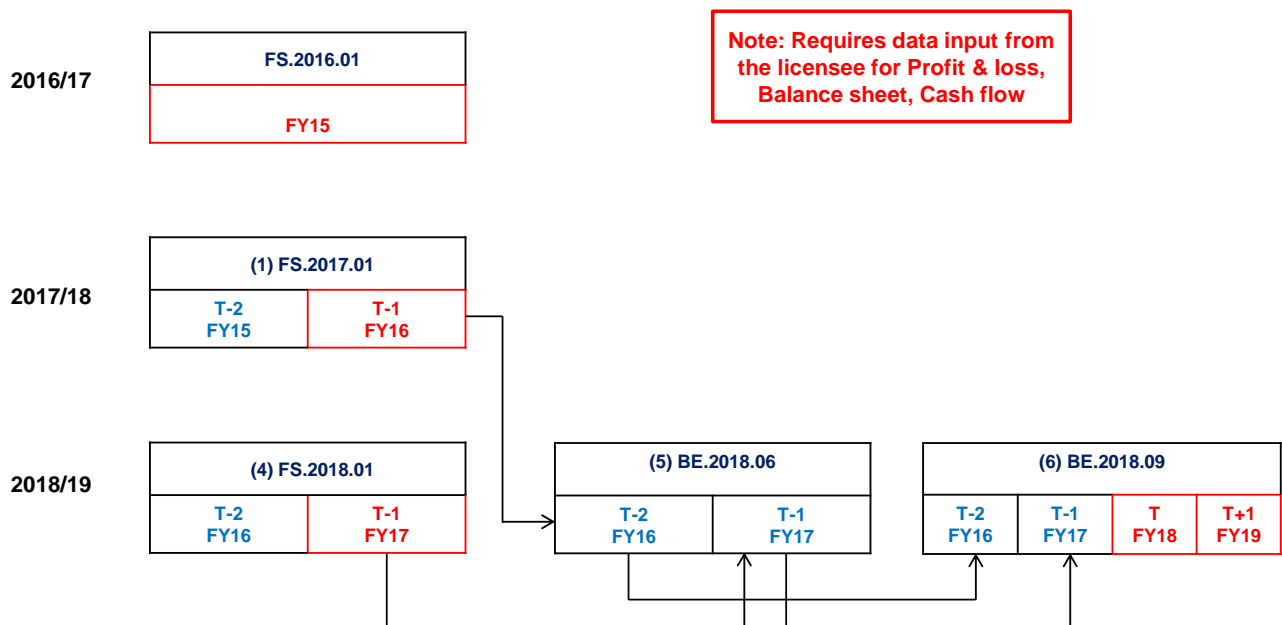 2016/17
FS.2016.01
FY15
Note: Requires data input from
the licensee for Profit & loss,
Balance sheet, Cash flow
2017/18
(1) FS.2017.01
T-2
FY15
T-1
FY16
2018/19
(4) FS.2018.01
T-2
FY16
T-1
FY17
(5) BE.2018.06
T-2
FY16
T-1
FY17
(6) BE.2018.09
T-2
FY16
T-1
FY17
T
FY18
T+1
FY19